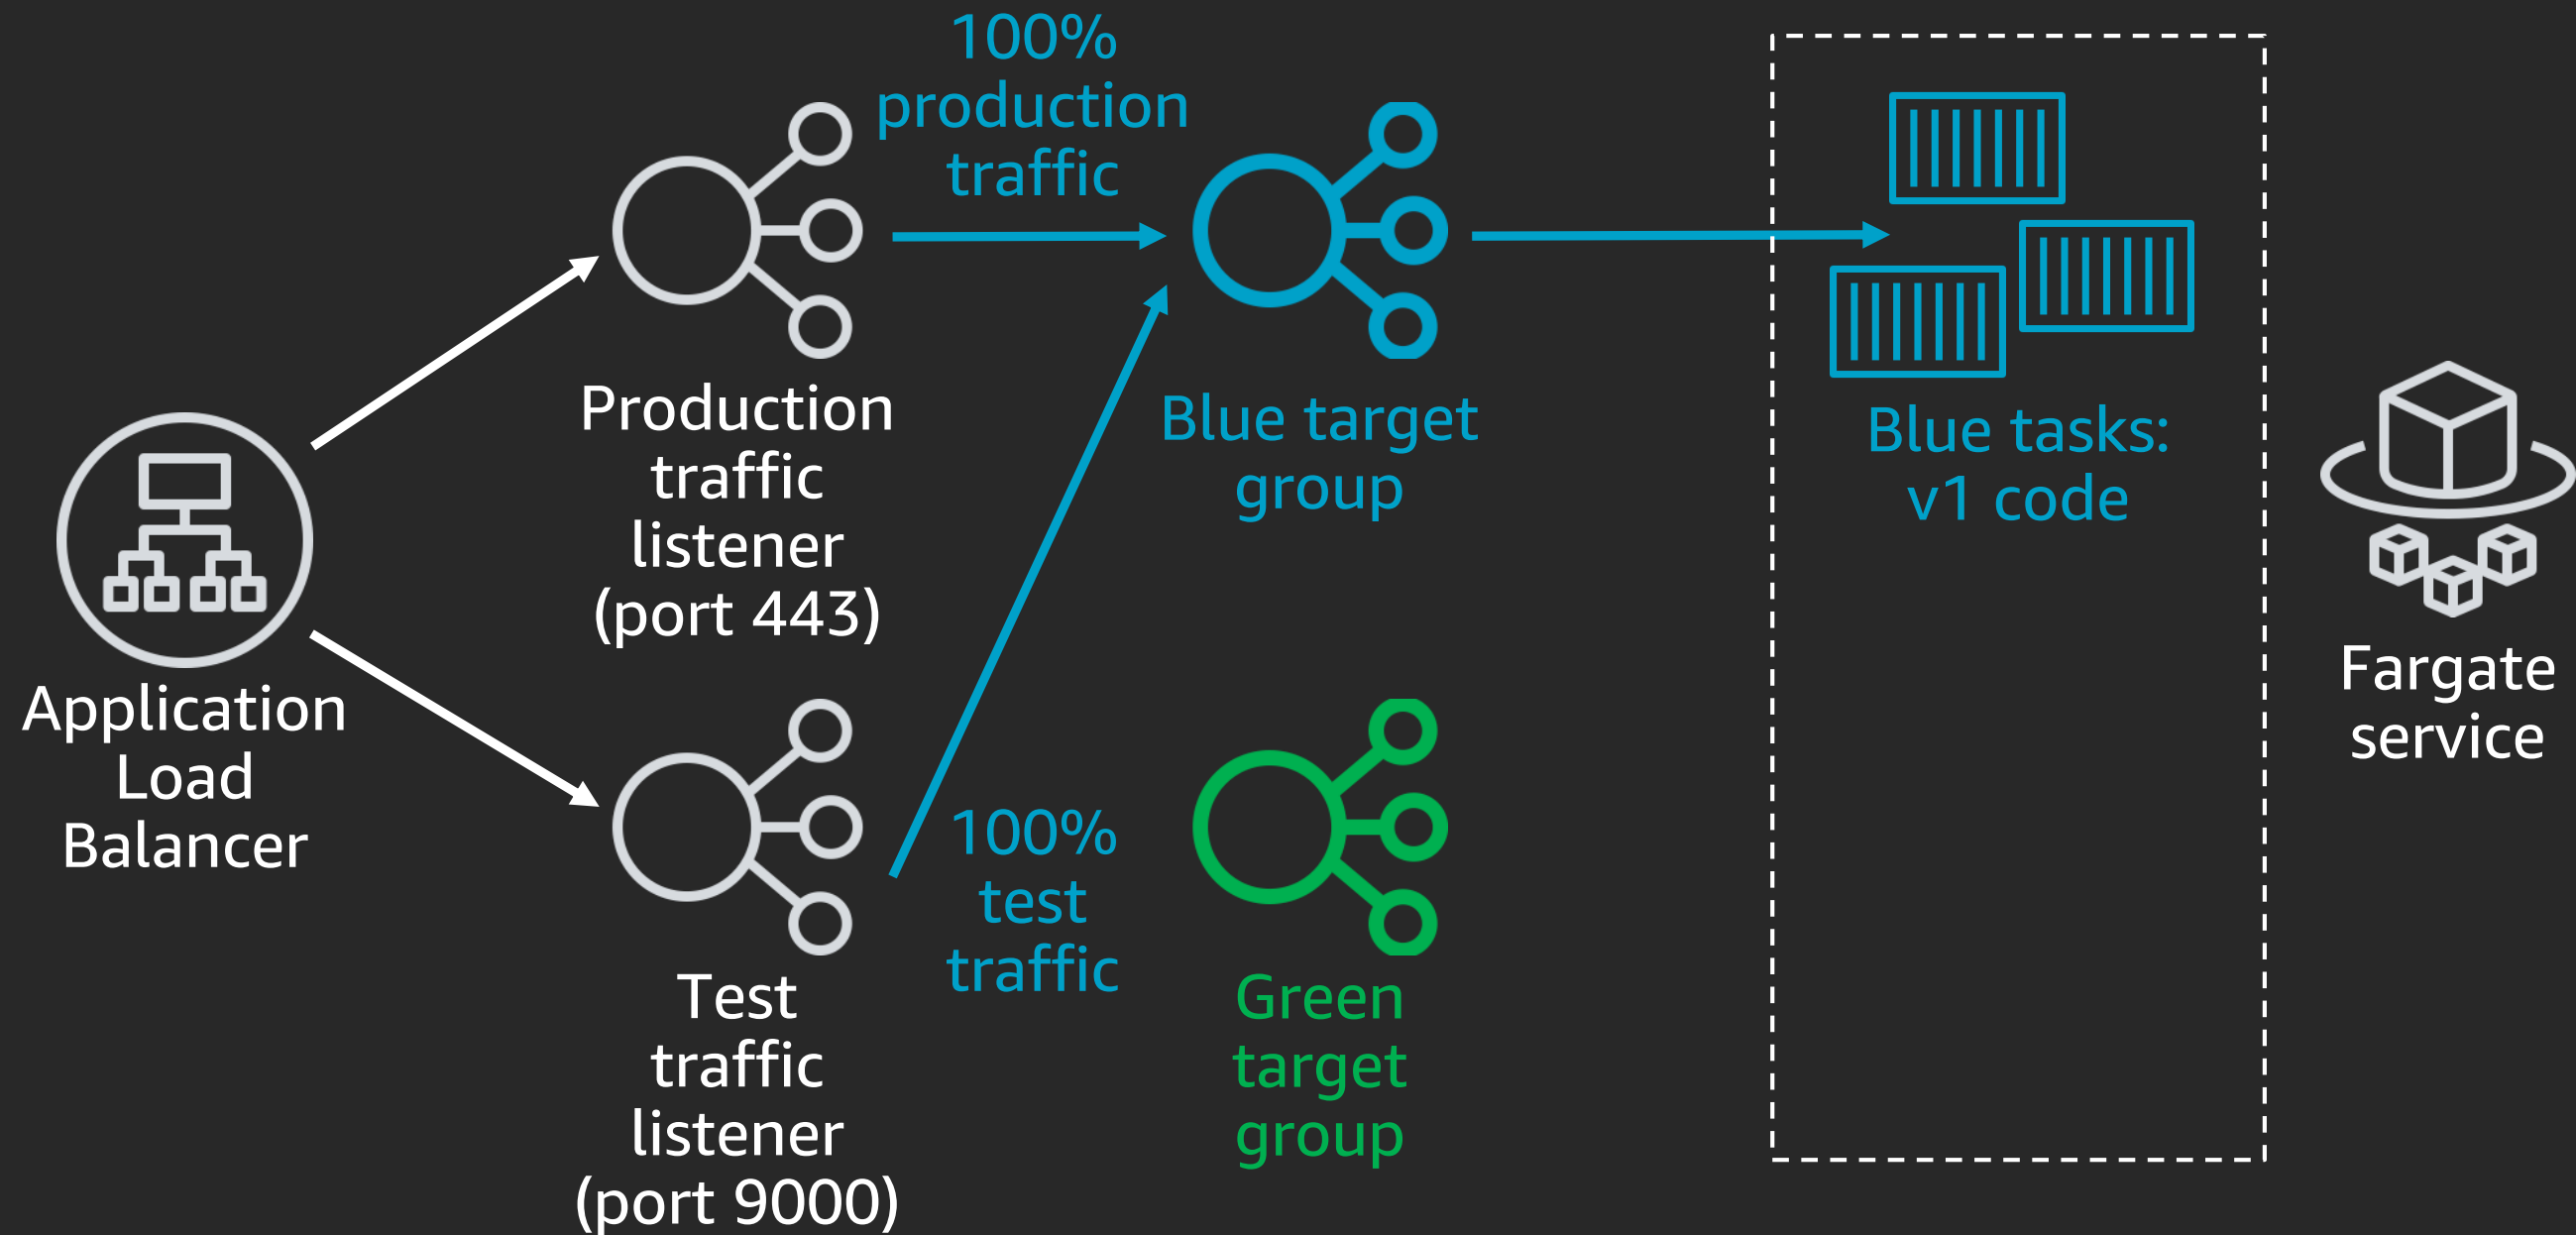 100%
production
traffic
Production
traffic
listener
(port 443)
Blue target
group
Blue tasks:
v1 code
Application
Load
Balancer
Fargate
service
100%
test
traffic
Test
traffic
listener
(port 9000)
Green
target
group